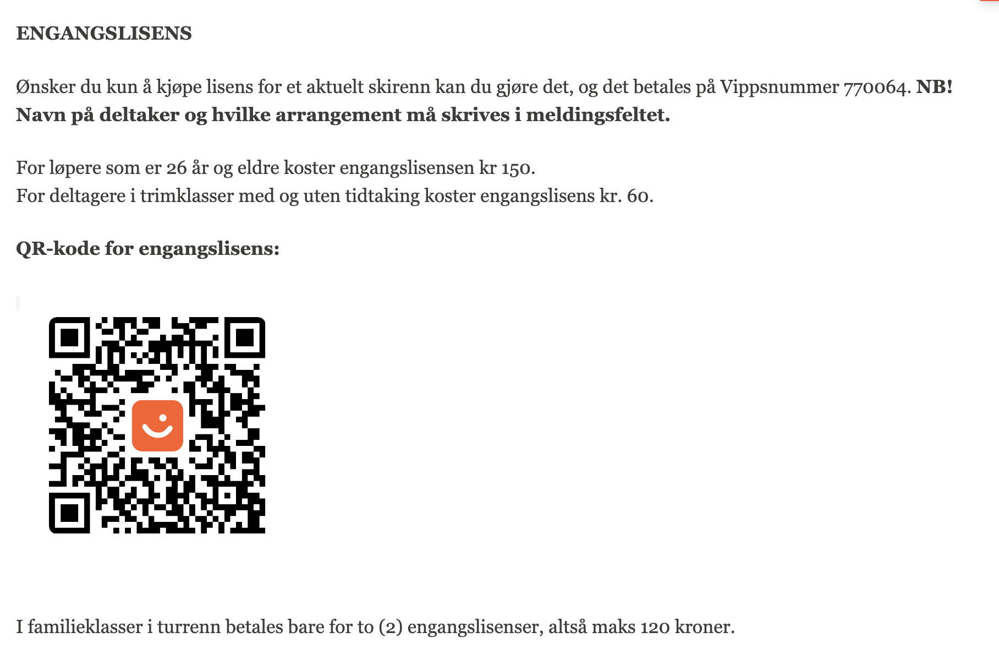 ENGANGSLISENS
Ønsker du kun å kjøpe lisens for et aktuelt skirenn kan du gjøre det, og det betales på Vippsnummer 770064. NB!
Navn på deltaker og hvilke arrangement må skrives i meldingsfeltet.
For løpere som er 26 år og eldre koster engangslisensen kr 150.
For deltagere i trimklasser med og uten tidtaking koster engangslisens kr. 60.
QR-kode for engangslisens:
I familieklasser i turrenn betales bare for to (2) engangslisenser, altså maks 120 kroner.